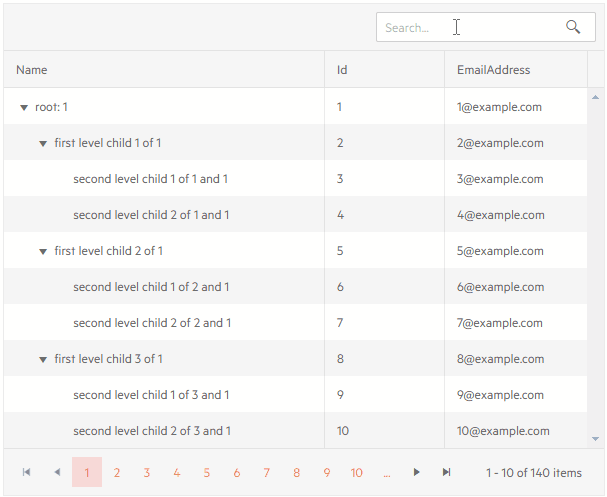 Search...
Name Id EmailAddress
root: 1 1 1@example.com
first level child 1 of 1 2 2@example.com
second level child 1 of 1 and 1 3 3@example.com
second level child 2 of 1 and 1 4 4@example.com
first level child 2 of 1 5 5@example.com
second level child 1 of 2 and 1 6 6@example.com
second level child 2 of 2 and 1 7 7@example.com
first level child 3 of 1 8 8@example.com
second level child 1 of 3 and 1 9 9@example.com
second level child 2 of 3 and 1 10 10@example.com
1 2 3 4 5 6 7 8 9 10 ... 1 - 10 of 140 items